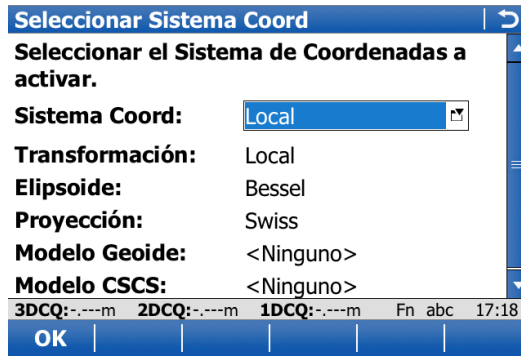 Seleccionar Sistema Coord
Seleccionar el Sistema de Coordenadas a
activar.
Sistema Coord: Local
Transformación: Local
Elipsoide: Bessel
Proyección: Swiss
Modelo Geoide: <Ninguno>
Modelo CSCS: <Ninguno>
3DCQ:-.---m 2DCQ:-.---m 1DCQ:-.---m Fn abc 17:18
OK